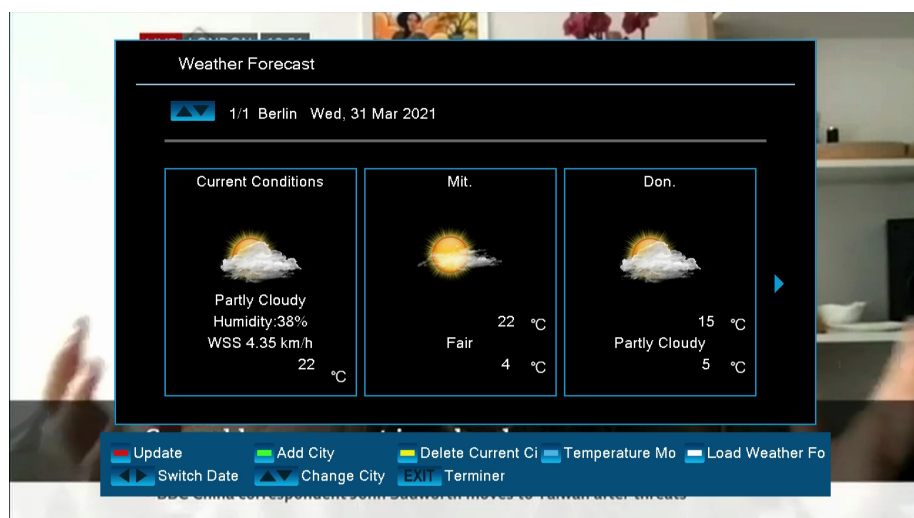 LIVE LONDON
Weather Forecast
1/1 Berlin Wed, 31 Mar 2021
Current Conditions
Partly Cloudy
Humidity:38%
WSS 4.35 km/h
22 °C
Mit.
22 °C
Fair
4 °C
Don.
15 °C
Partly Cloudy
5 °C
Update Add City Delete Current Ci Temperature Mo Load Weather Fo
Switch Date Change City EXIT Terminer
BBC China correspondent John Sudworth moves to Taiwan after threats